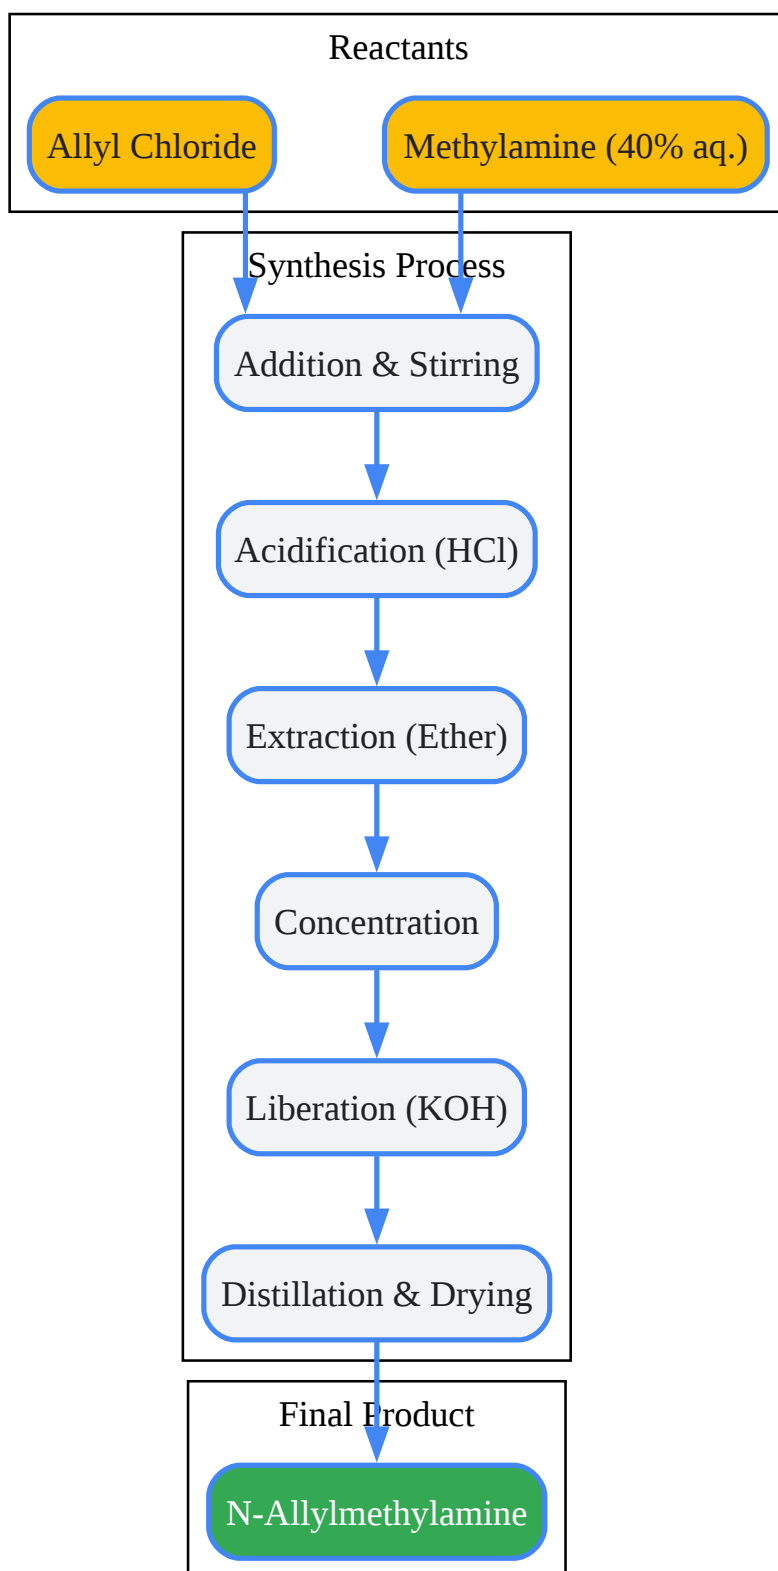 Reactants
Allyl Chloride
Methylamine (40% aq.)
Synthesis Process
Addition & Stirring
Acidification (HCl)
Extraction (Ether)
Concentration
Liberation (KOH)
Distillation & Drying
Final Product
N-Allylmethylamine